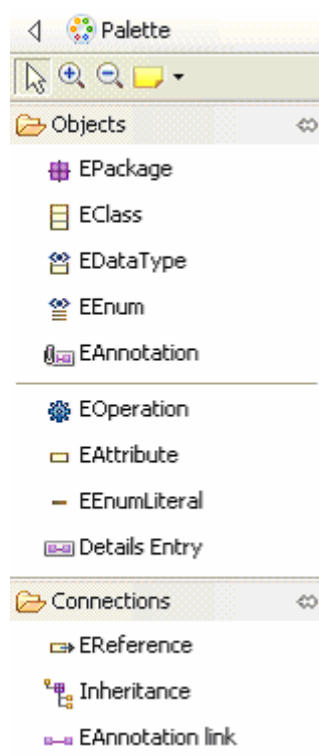 Palette
Objects
EPackage
EClass
EDataType
EEnum
EAnnotation
EOperation
EAttribute
EEnumLiteral
Details Entry
Connections
EReference
Inheritance
EAnnotation link